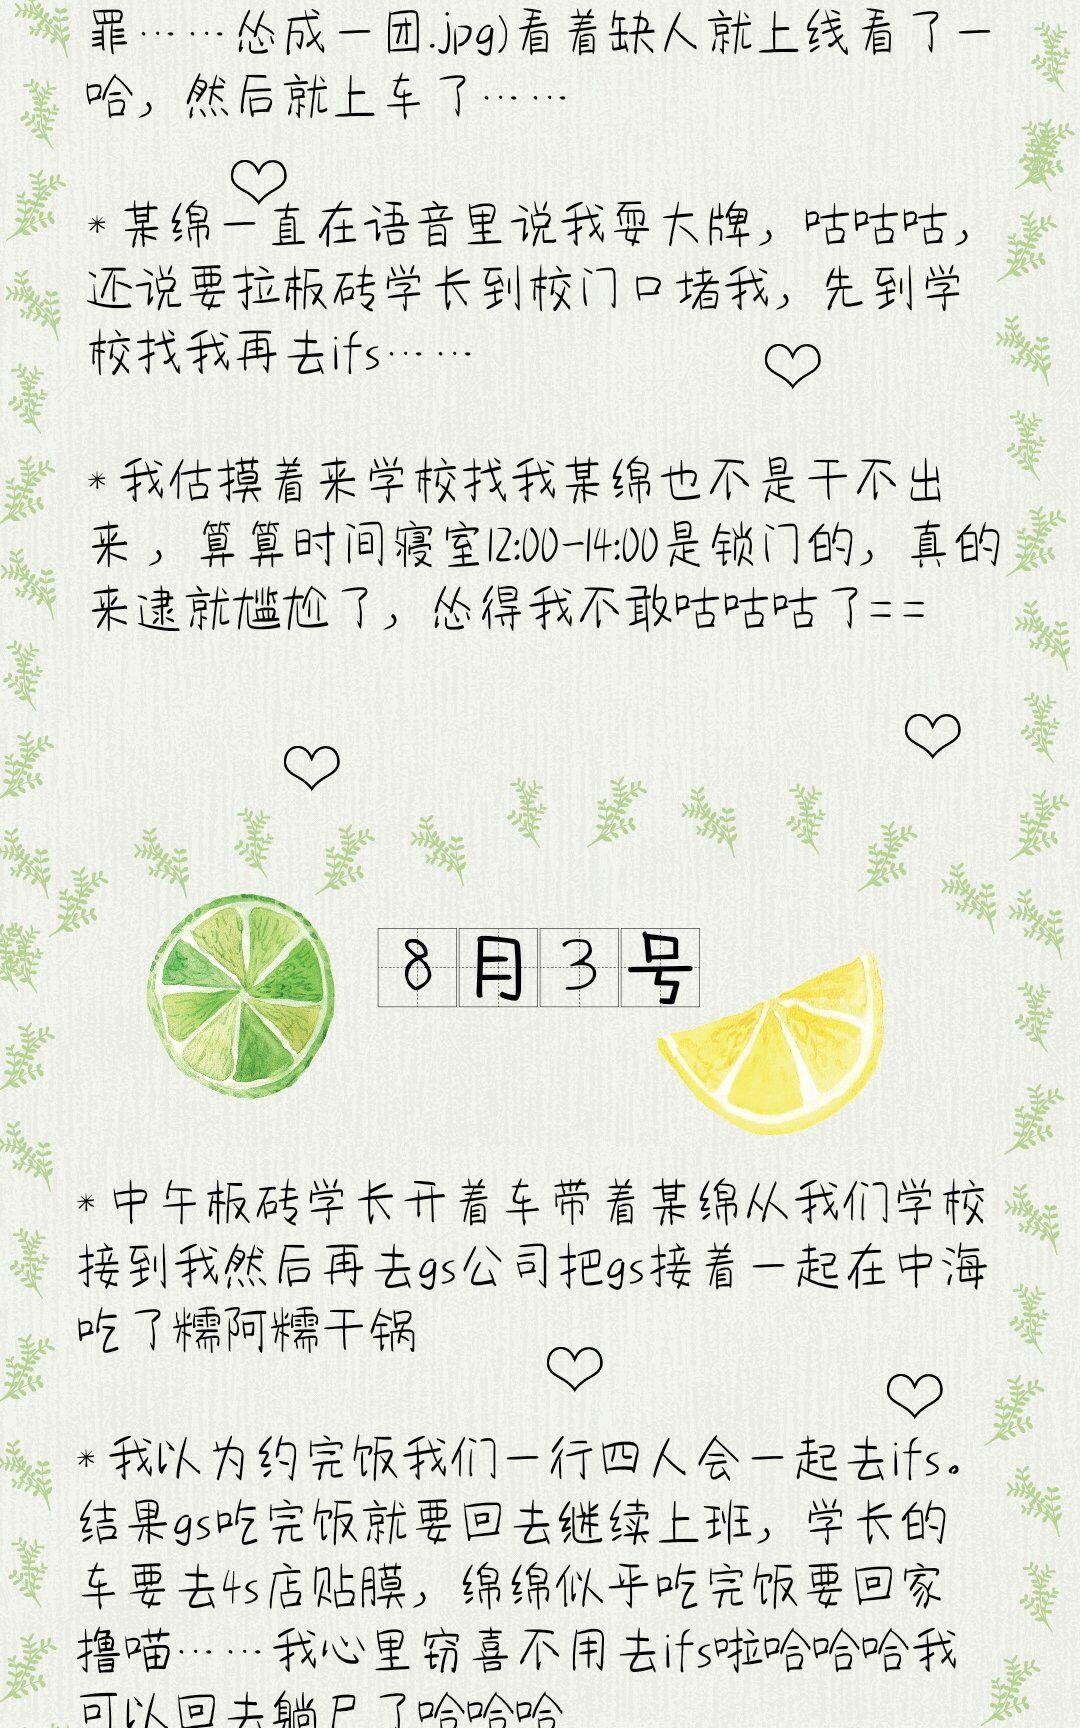 罪……怂成一团.jpg)看着缺人就上线看了一
哈，然后就上车了……
*某绵一直在语音里说我耍大牌，咕咕咕，
还说要拉板砖学长到校门口堵我，先到学
校找我再去ifs……
*我估摸着来学校找我某绵也不是干不出
来，算算时间寝室12:00-14:00是锁门的，真的
来逮就尴尬了，怂得我不敢咕咕咕了==
8月3号
*中午板砖学长开着车带着某绵从我们学校
接到我然后再去gs公司把gs接着一起在中海
吃了糯阿糯干锅
*我以为约完饭我们一行四人会一起去ifs。
结果gs吃完饭就要回去继续上班，学长的
车要去4s店贴膜，绵绵似乎吃完饭要回家
撸喵……我心里窃喜不用去ifs啦哈哈哈我
可以回去躺尸了哈哈哈